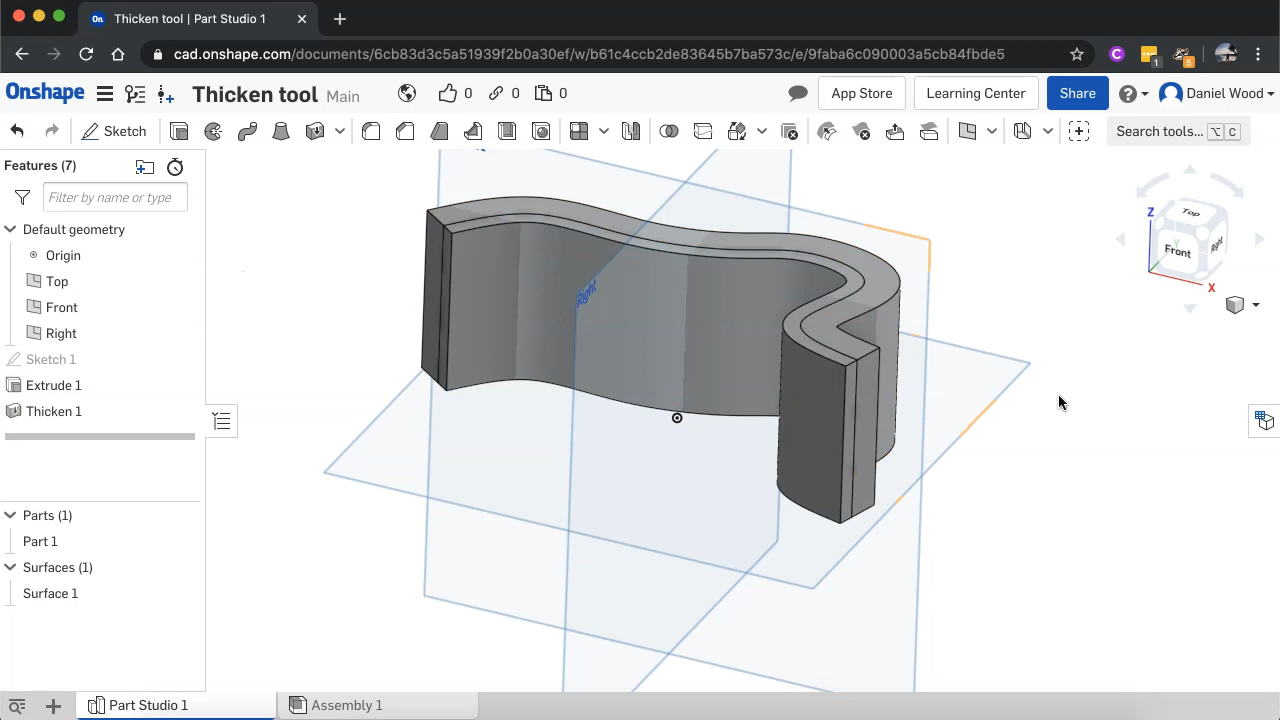 Thicken tool | Part Studio 1
cad.onshape.com/documents/6cb83d3c5a51939f2b0a30ef/w/b61c4ccb2de83645b7ba573c/e/9faba6c090003a5cb84fbde5
C
1
5
Onshape
Thicken tool Main
0
0
0
App Store
Learning Center
Share
Daniel Wood
Sketch
Search tools... ⌥ C
Features (7)
Filter by name or type
Default geometry
Origin
Top
Front
Right
Sketch 1
Extrude 1
Thicken 1
Parts (1)
Part 1
Surfaces (1)
Surface 1
Right
Top
Front
Right
Z
Y
X
Part Studio 1
Assembly 1